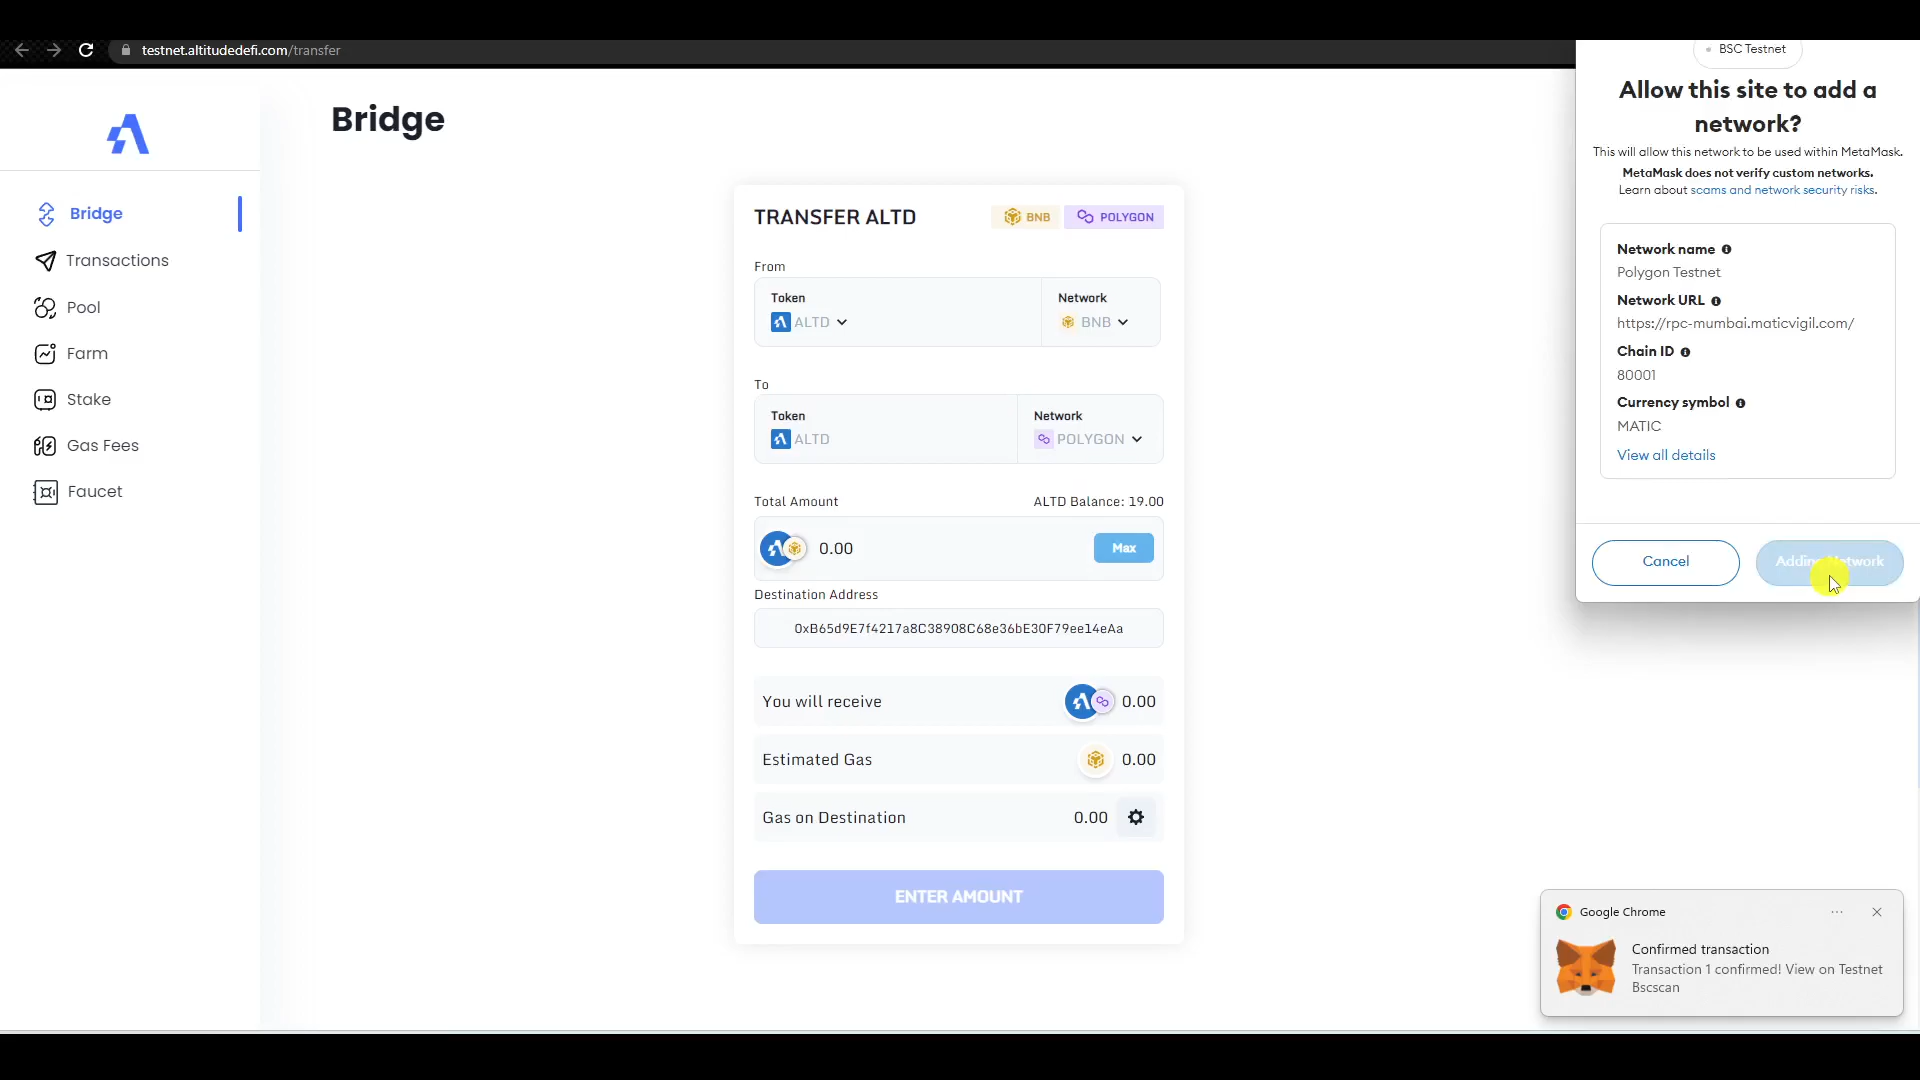 testnet.altitudedefi.com/transfer
Bridge
Transactions
Pool
Farm
Stake
Gas Fees
Faucet
Bridge
TRANSFER ALTD
BNB
POLYGON
From
Token
Network
ALTD
BNB
To
Token
Network
ALTD
POLYGON
Total Amount
ALTD Balance: 19.00
0.00
Max
Destination Address
0xB65d9E7f4217a8C38908C68e36bE30F79ee14eAa
You will receive
0.00
Estimated Gas
0.00
Gas on Destination
0.00
ENTER AMOUNT
BSC Testnet
Allow this site to add a
network?
This will allow this network to be used within MetaMask.
MetaMask does not verify custom networks.
Learn about scams and network security risks.
Network name
Polygon Testnet
Network URL
https://rpc-mumbai.maticvigil.com/
Chain ID
80001
Currency symbol
MATIC
View all details
Cancel
Adding Network
Google Chrome
Confirmed transaction
Transaction 1 confirmed! View on Testnet
Bscscan